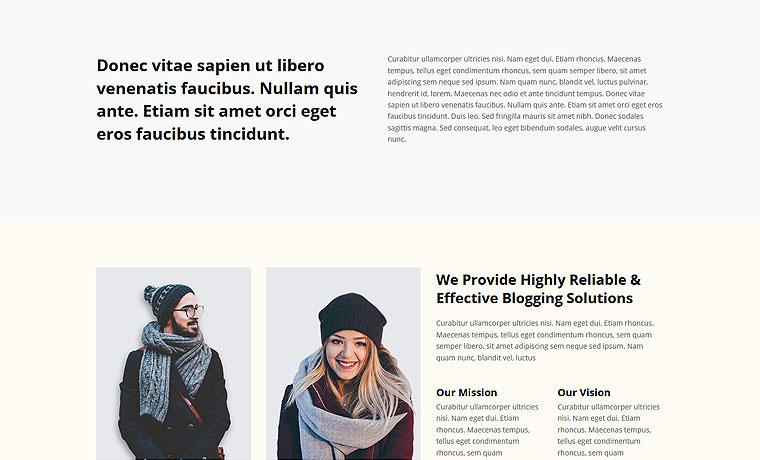 Donec vitae sapien ut libero
venenatis faucibus. Nullam quis
ante. Etiam sit amet orci eget
eros faucibus tincidunt.
Curabitur ullamcorper ultricies nisi. Nam eget dui. Etiam rhoncus. Maecenas
tempus, tellus eget condimentum rhoncus, sem quam semper libero, sit amet
adipiscing sem neque sed ipsum. Nam quam nunc, blandit vel, luctus pulvinar,
hendrerit id, lorem. Maecenas nec odio et ante tincidunt tempus. Donec vitae
sapien ut libero venenatis faucibus. Nullam quis ante. Etiam sit amet orci eget eros
faucibus tincidunt. Duis leo. Sed fringilla mauris sit amet nibh. Donec sodales
sagittis magna. Sed consequat, leo eget bibendum sodales, augue velit cursus
nunc.
We Provide Highly Reliable &
Effective Blogging Solutions
Curabitur ullamcorper ultricies nisi. Nam eget dui. Etiam rhoncus.
Maecenas tempus, tellus eget condimentum rhoncus, sem quam
semper libero, sit amet adipiscing sem neque sed ipsum. Nam
quam nunc, blandit vel, luctus
Our Mission
Curabitur ullamcorper ultricies
nisi. Nam eget dui. Etiam
rhoncus. Maecenas tempus,
tellus eget condimentum
rhoncus, sem quam
Our Vision
Curabitur ullamcorper ultricies
nisi. Nam eget dui. Etiam
rhoncus. Maecenas tempus,
tellus eget condimentum
rhoncus, sem quam